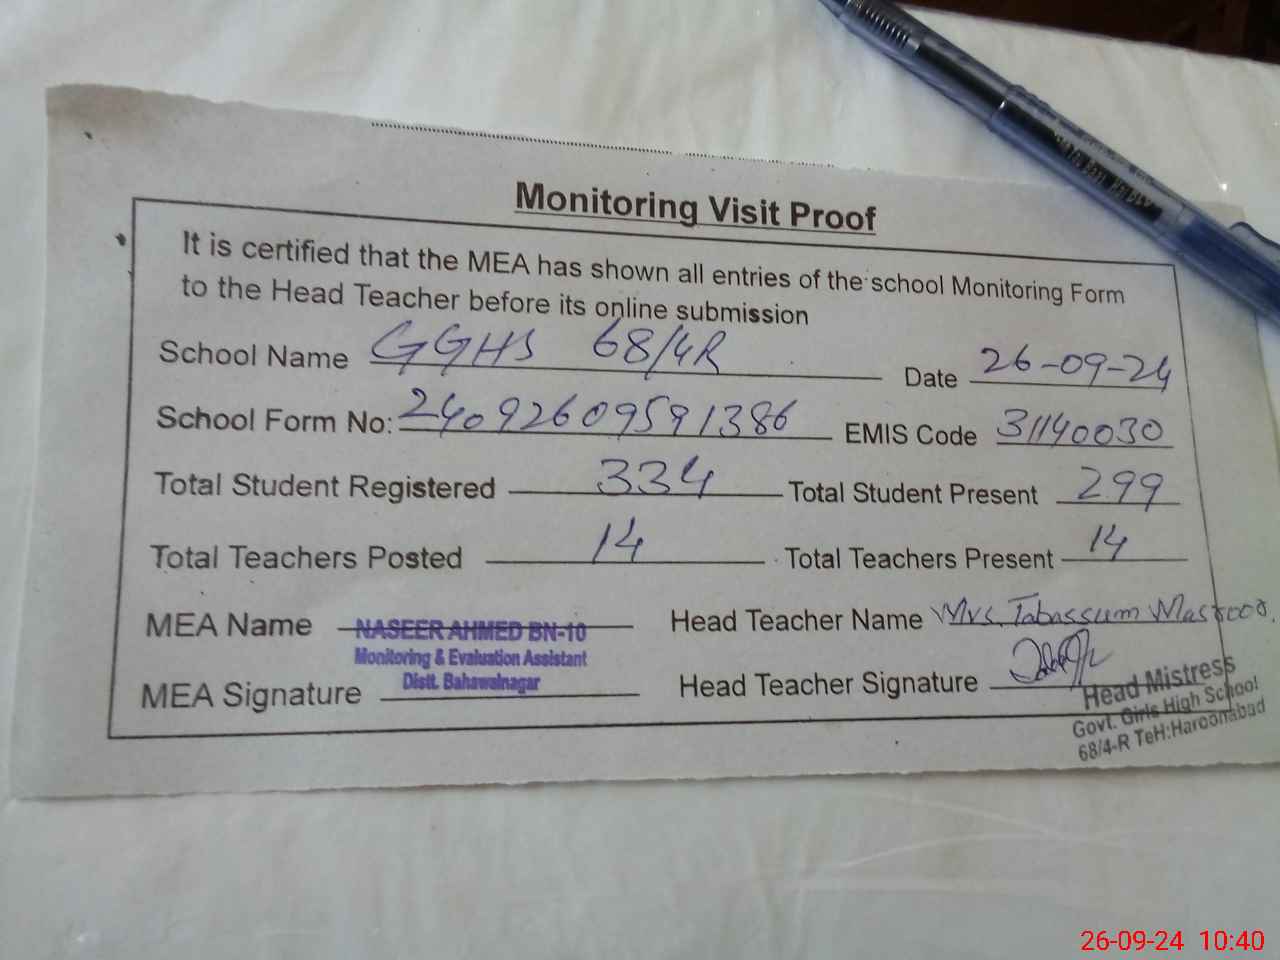 Monitoring Visit Proof
It is certified that the MEA has shown all entries of the school Monitoring Form
to the Head Teacher before its online submission
School Name GGHS 68/4R Date 26-09-24
School Form No: 24092609591386 EMIS Code 31140030
Total Student Registered 334 Total Student Present 299
Total Teachers Posted 14 Total Teachers Present 14
MEA Name NASEER AHMED BN-10 Head Teacher Name Mrs. Tabassum Masood.
Monitoring & Evaluation Assistant
Distt. Bahawalnagar
MEA Signature Head Teacher Signature
Head Mistress
Govt. Girls High School
68/4-R TeH:Haroonabad
26-09-24 10:40